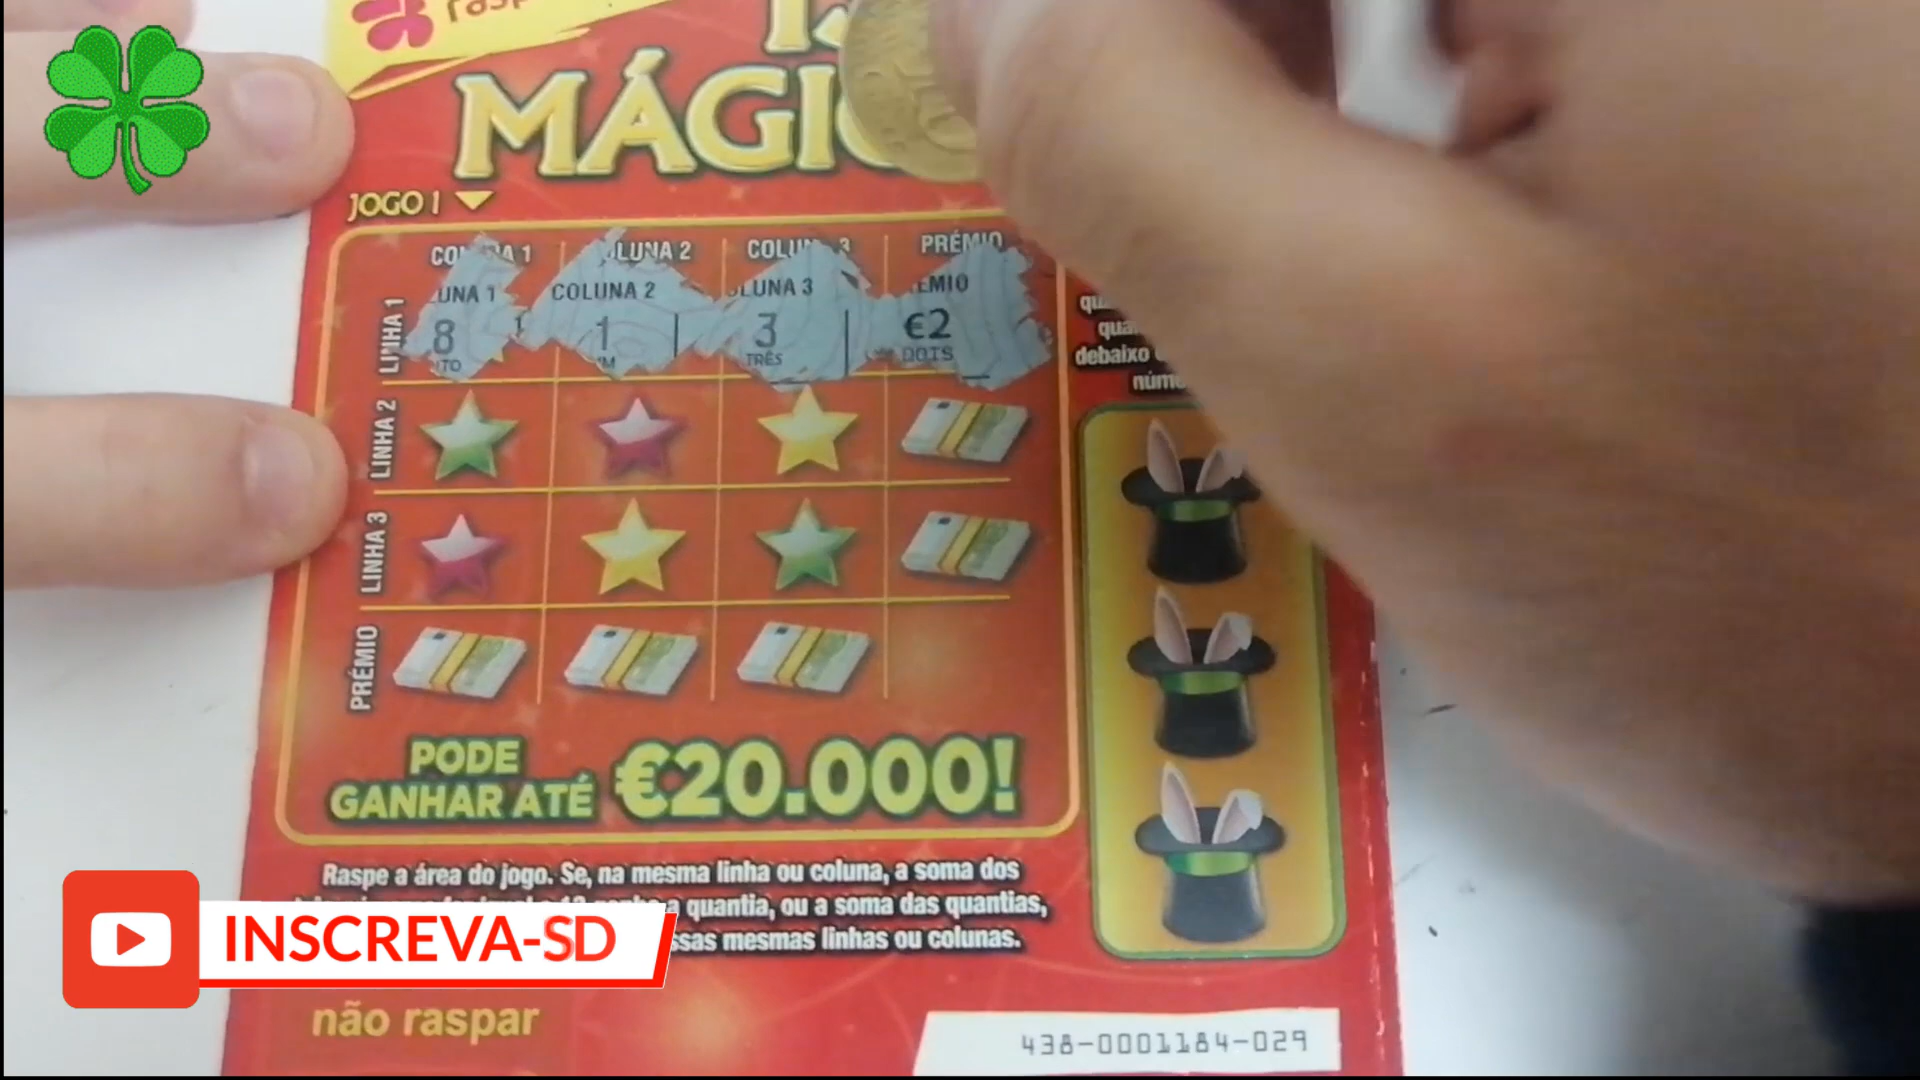 MÁGI
JOGO 1
COLUNA 2
COLUNA 3
PRÉMIO
LINHA 1
UNA 1
COLUNA 2
LUNA 3
ÉMIO
8
1
3
€2
TRÊS
DOIS
LINHA 2
LINHA 3
PRÉMIO
debaixo
PODE
GANHAR ATÉ €20.000!
Raspe a área do jogo. Se, na mesma linha ou coluna, a soma dos
a quantia, ou a soma das quantias,
ssas mesmas linhas ou colunas.
INSCREVA-SD
não raspar
438-0001184-029